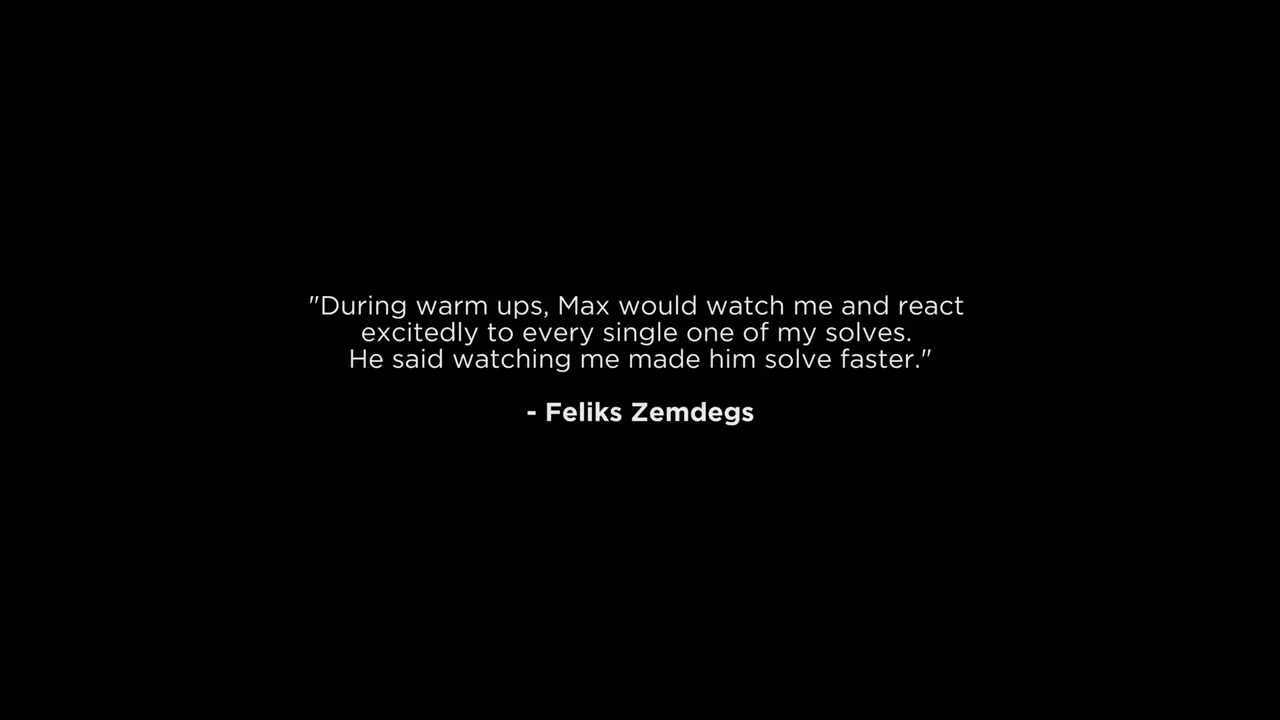 "During warm ups, Max would watch me and react
excitedly to every single one of my solves.
He said watching me made him solve faster."
- Feliks Zemdegs